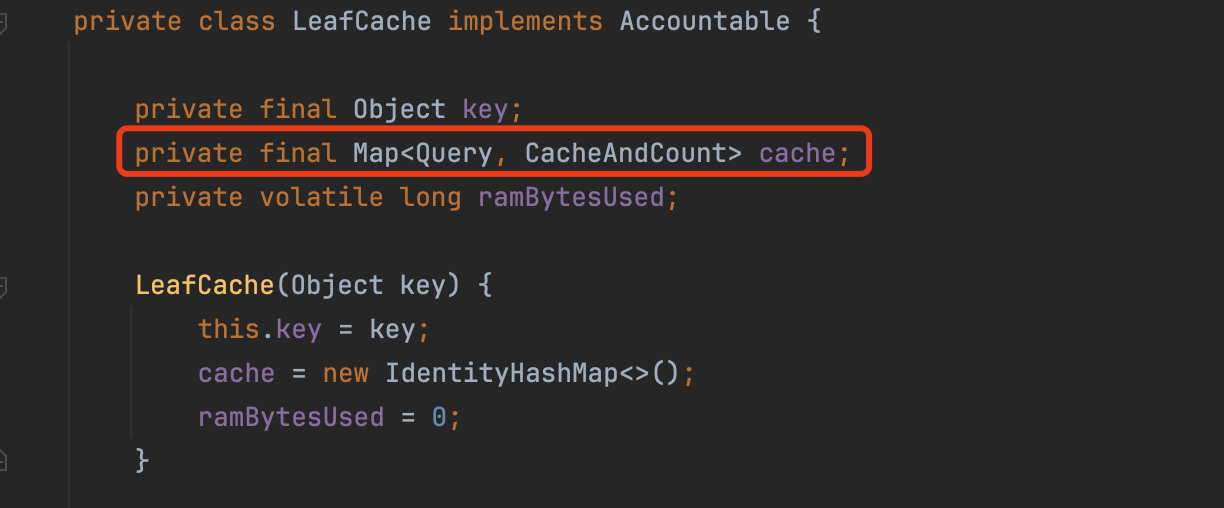 private class LeafCache implements Accountable {
private final Object key;
private final Map<Query, CacheAndCount> cache;
private volatile long ramBytesUsed;
LeafCache(Object key) {
this.key = key;
cache = new IdentityHashMap<>();
ramBytesUsed = 0;
}